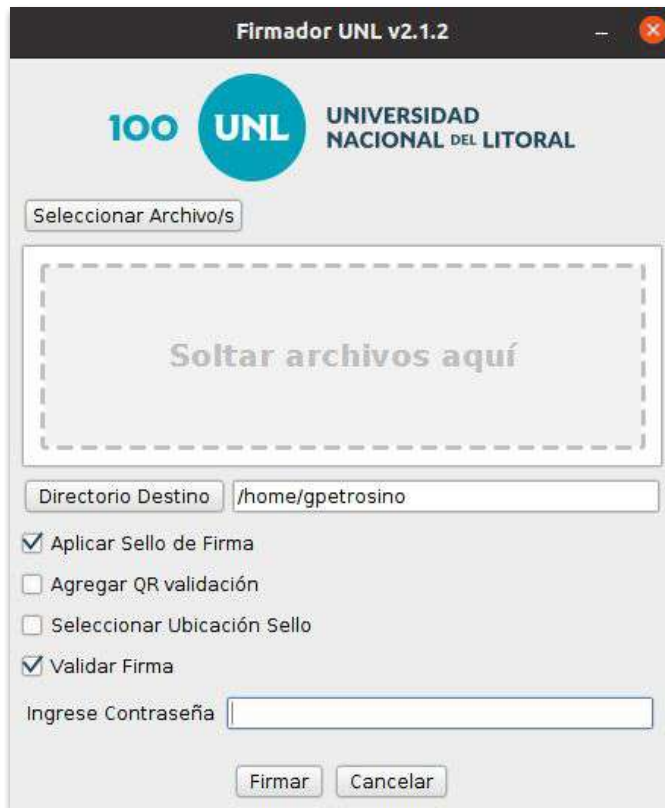 Firmador UNL v2.1.2
100 UNL UNIVERSIDAD
NACIONAL DEL LITORAL
Seleccionar Archivo/s
Soltar archivos aquí
Directorio Destino /home/gpetrosino
Aplicar Sello de Firma
Agregar QR validación
Seleccionar Ubicación Sello
Validar Firma
Ingrese Contraseña
Firmar Cancelar